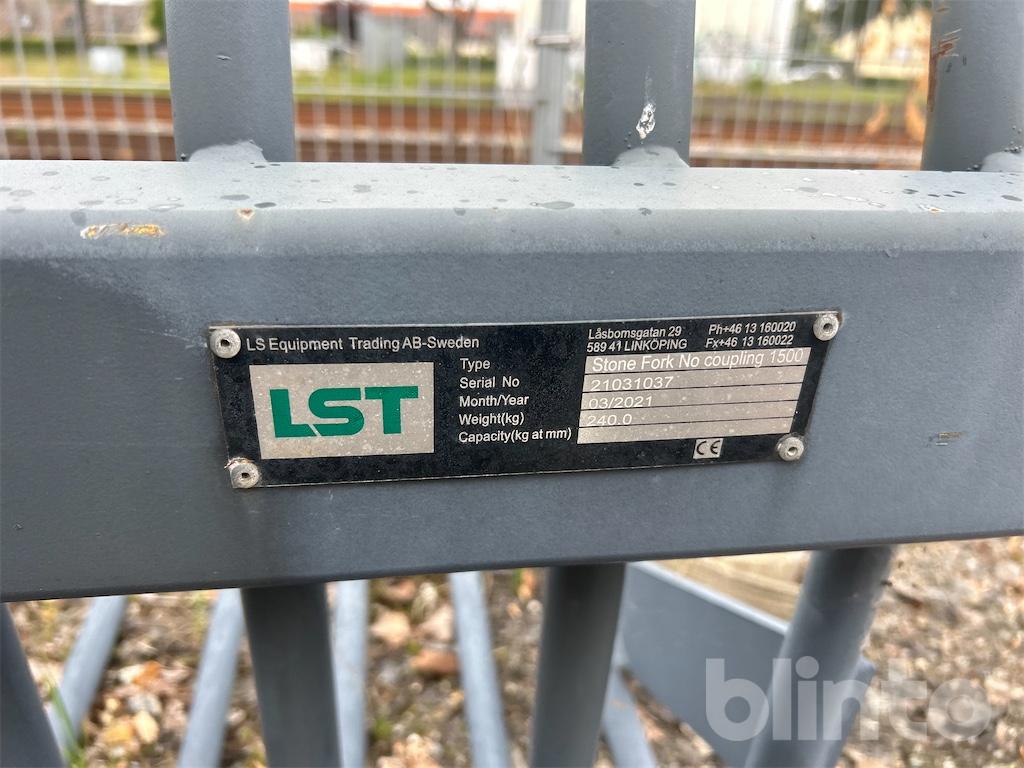 LS Equipment Trading AB-Sweden
Låsbomsgatan 29
589 41 LINKÖPING
Ph+46 13 160020
Fx+46 13 160022
LST
Type Stone Fork No coupling 1500
Serial No 21031037
Month/Year 03/2021
Weight(kg) 240.0
Capacity(kg at mm)
CE
blinto